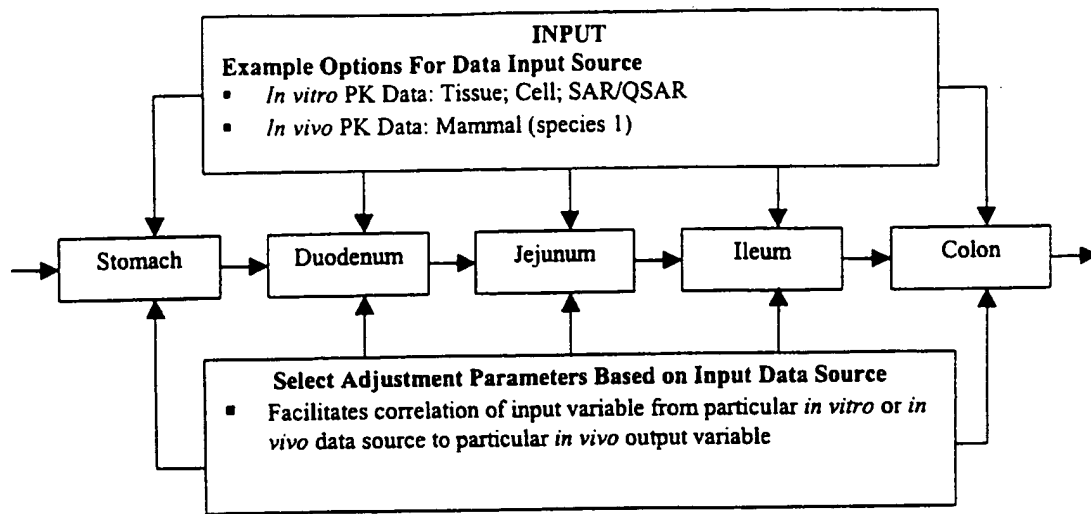 INPUT
Example Options For Data Input Source
▪ In vitro PK Data: Tissue; Cell; SAR/QSAR
▪ In vivo PK Data: Mammal (species 1)
Stomach
Duodenum
Jejunum
Ileum
Colon
Select Adjustment Parameters Based on Input Data Source
▪ Facilitates correlation of input variable from particular in vitro or in
vivo data source to particular in vivo output variable